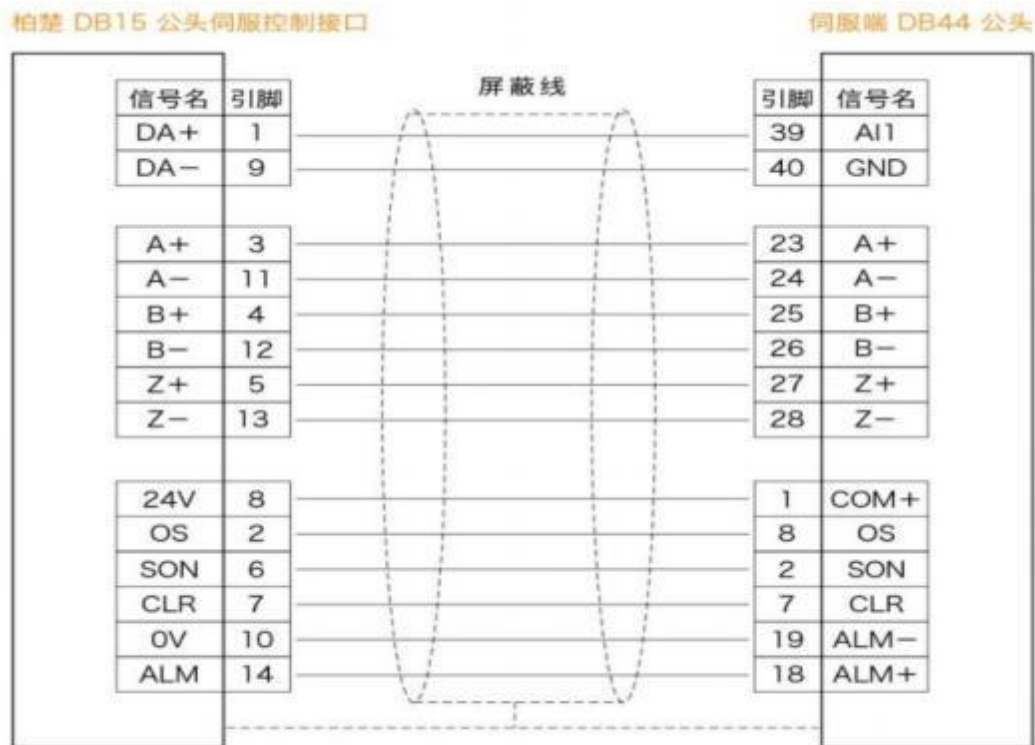 柏楚 DB15 公头伺服控制接口 伺服端 DB44 公头
屏蔽线
信号名 引脚 引脚 信号名
DA+ 1 39 AI1
DA− 9 40 GND
A+ 3 23 A+
A− 11 24 A−
B+ 4 25 B+
B− 12 26 B−
Z+ 5 27 Z+
Z− 13 28 Z−
24V 8 1 COM+
OS 2 8 OS
SON 6 2 SON
CLR 7 7 CLR
0V 10 19 ALM−
ALM 14 18 ALM+